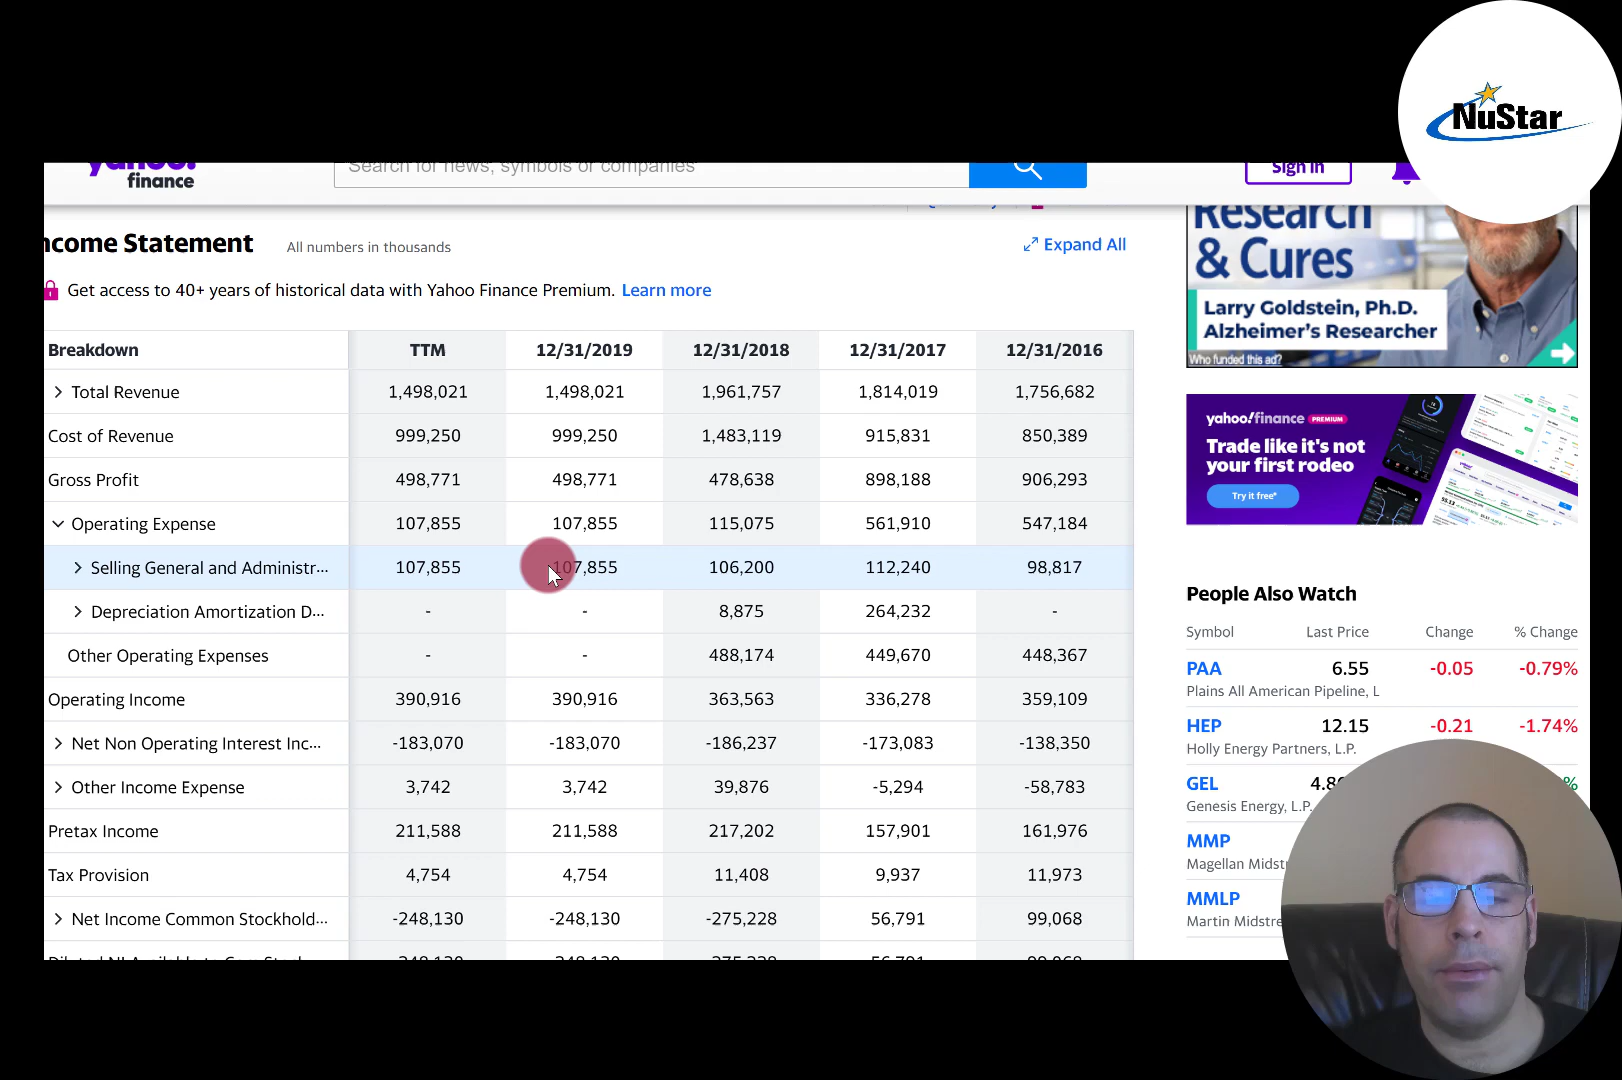 NuStar
yahoo!
finance
Search for news, symbols or companies
Sign in
Income Statement
All numbers in thousands
Expand All
Get access to 40+ years of historical data with Yahoo Finance Premium. Learn more
Breakdown TTM 12/31/2019 12/31/2018 12/31/2017 12/31/2016
Total Revenue 1,498,021 1,498,021 1,961,757 1,814,019 1,756,682
Cost of Revenue 999,250 999,250 1,483,119 915,831 850,389
Gross Profit 498,771 498,771 478,638 898,188 906,293
Operating Expense 107,855 107,855 115,075 561,910 547,184
Selling General and Administr... 107,855 107,855 106,200 112,240 98,817
Depreciation Amortization D... - - 8,875 264,232 -
Other Operating Expenses - - 488,174 449,670 448,367
Operating Income 390,916 390,916 363,563 336,278 359,109
Net Non Operating Interest Inc... -183,070 -183,070 -186,237 -173,083 -138,350
Other Income Expense 3,742 3,742 39,876 -5,294 -58,783
Pretax Income 211,588 211,588 217,202 157,901 161,976
Tax Provision 4,754 4,754 11,408 9,937 11,973
Net Income Common Stockhold... -248,130 -248,130 -275,228 56,791 99,068
Research
& Cures
Larry Goldstein, Ph.D.
Alzheimer's Researcher
Who funded this ad?
yahoo!finance PREMIUM
Trade like it's not
your first rodeo
Try it free*
People Also Watch
Symbol Last Price Change % Change
PAA 6.55 -0.05 -0.79%
Plains All American Pipeline, L
HEP 12.15 -0.21 -1.74%
Holly Energy Partners, L.P.
GEL 4.8 %
Genesis Energy, L.P.
MMP
Magellan Midst
MMLP
Martin Midstre